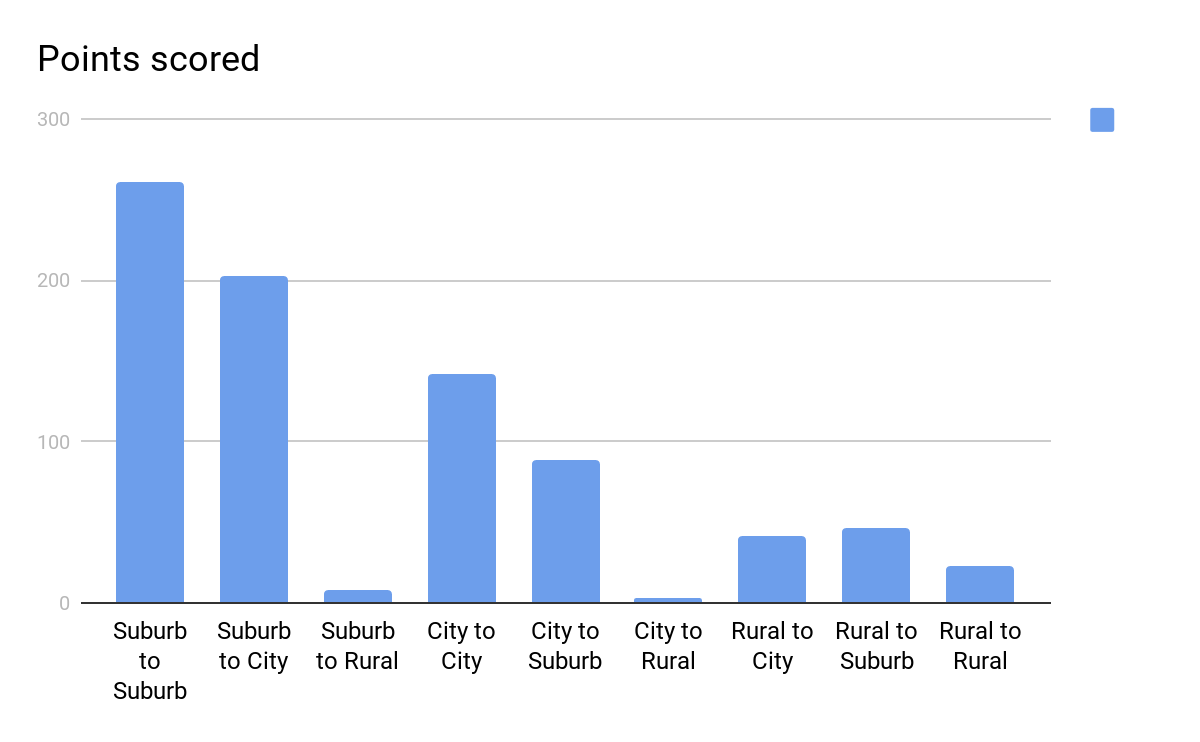 Points scored
300
200
100
0
Suburb to Suburb
Suburb to City
Suburb to Rural
City to City
City to Suburb
City to Rural
Rural to City
Rural to Suburb
Rural to Rural